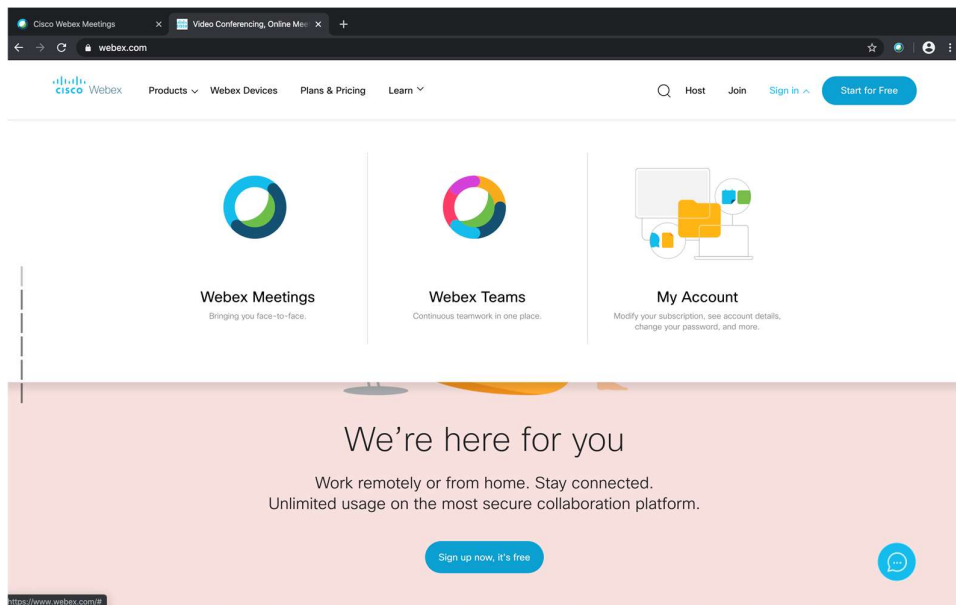 Cisco Webex Meetings
Video Conferencing, Online Mee
webex.com
CISCO Webex
Products
Webex Devices
Plans & Pricing
Learn
Host
Join
Sign in
Start for Free
Webex Meetings
Bringing you face-to-face.
Webex Teams
Continuous teamwork in one place.
My Account
Modify your subscription, see account details,
change your password, and more.
We're here for you
Work remotely or from home. Stay connected.
Unlimited usage on the most secure collaboration platform.
Sign up now, it's free
https://www.webex.com/#